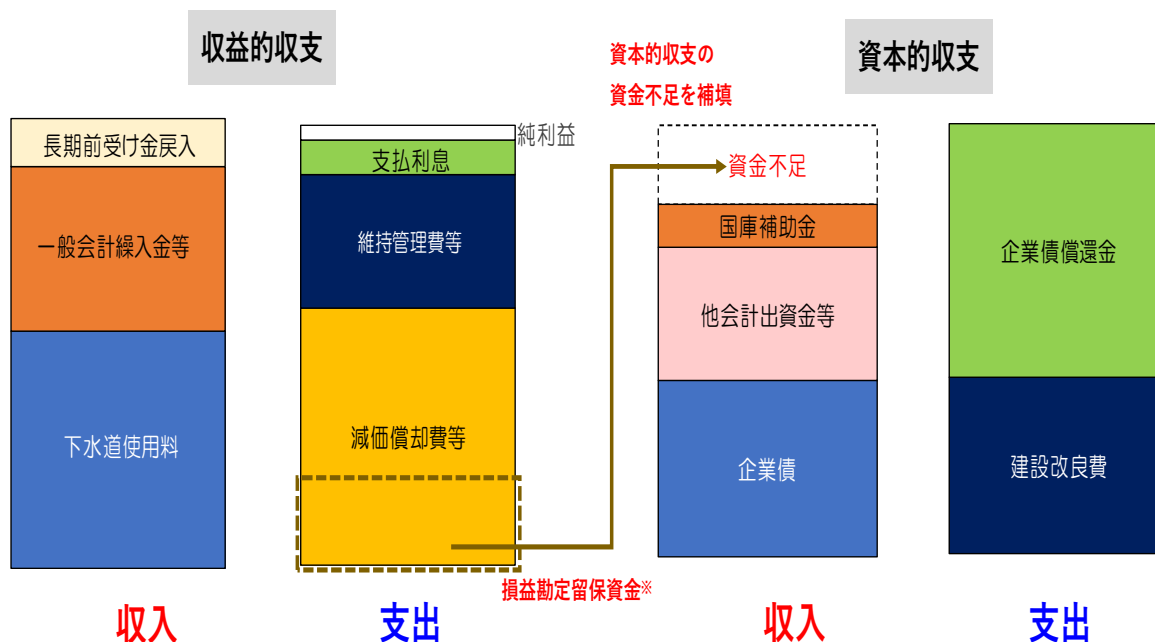 収益的収支
資本的収支の
資金不足を補填
資本的収支
長期前受け金戻入
一般会計繰入金等
下水道使用料
純利益
支払利息
維持管理費等
減価償却費等
資金不足
国庫補助金
他会計出資金等
企業債
企業債償還金
建設改良費
損益勘定留保資金※
収入
支出
収入
支出